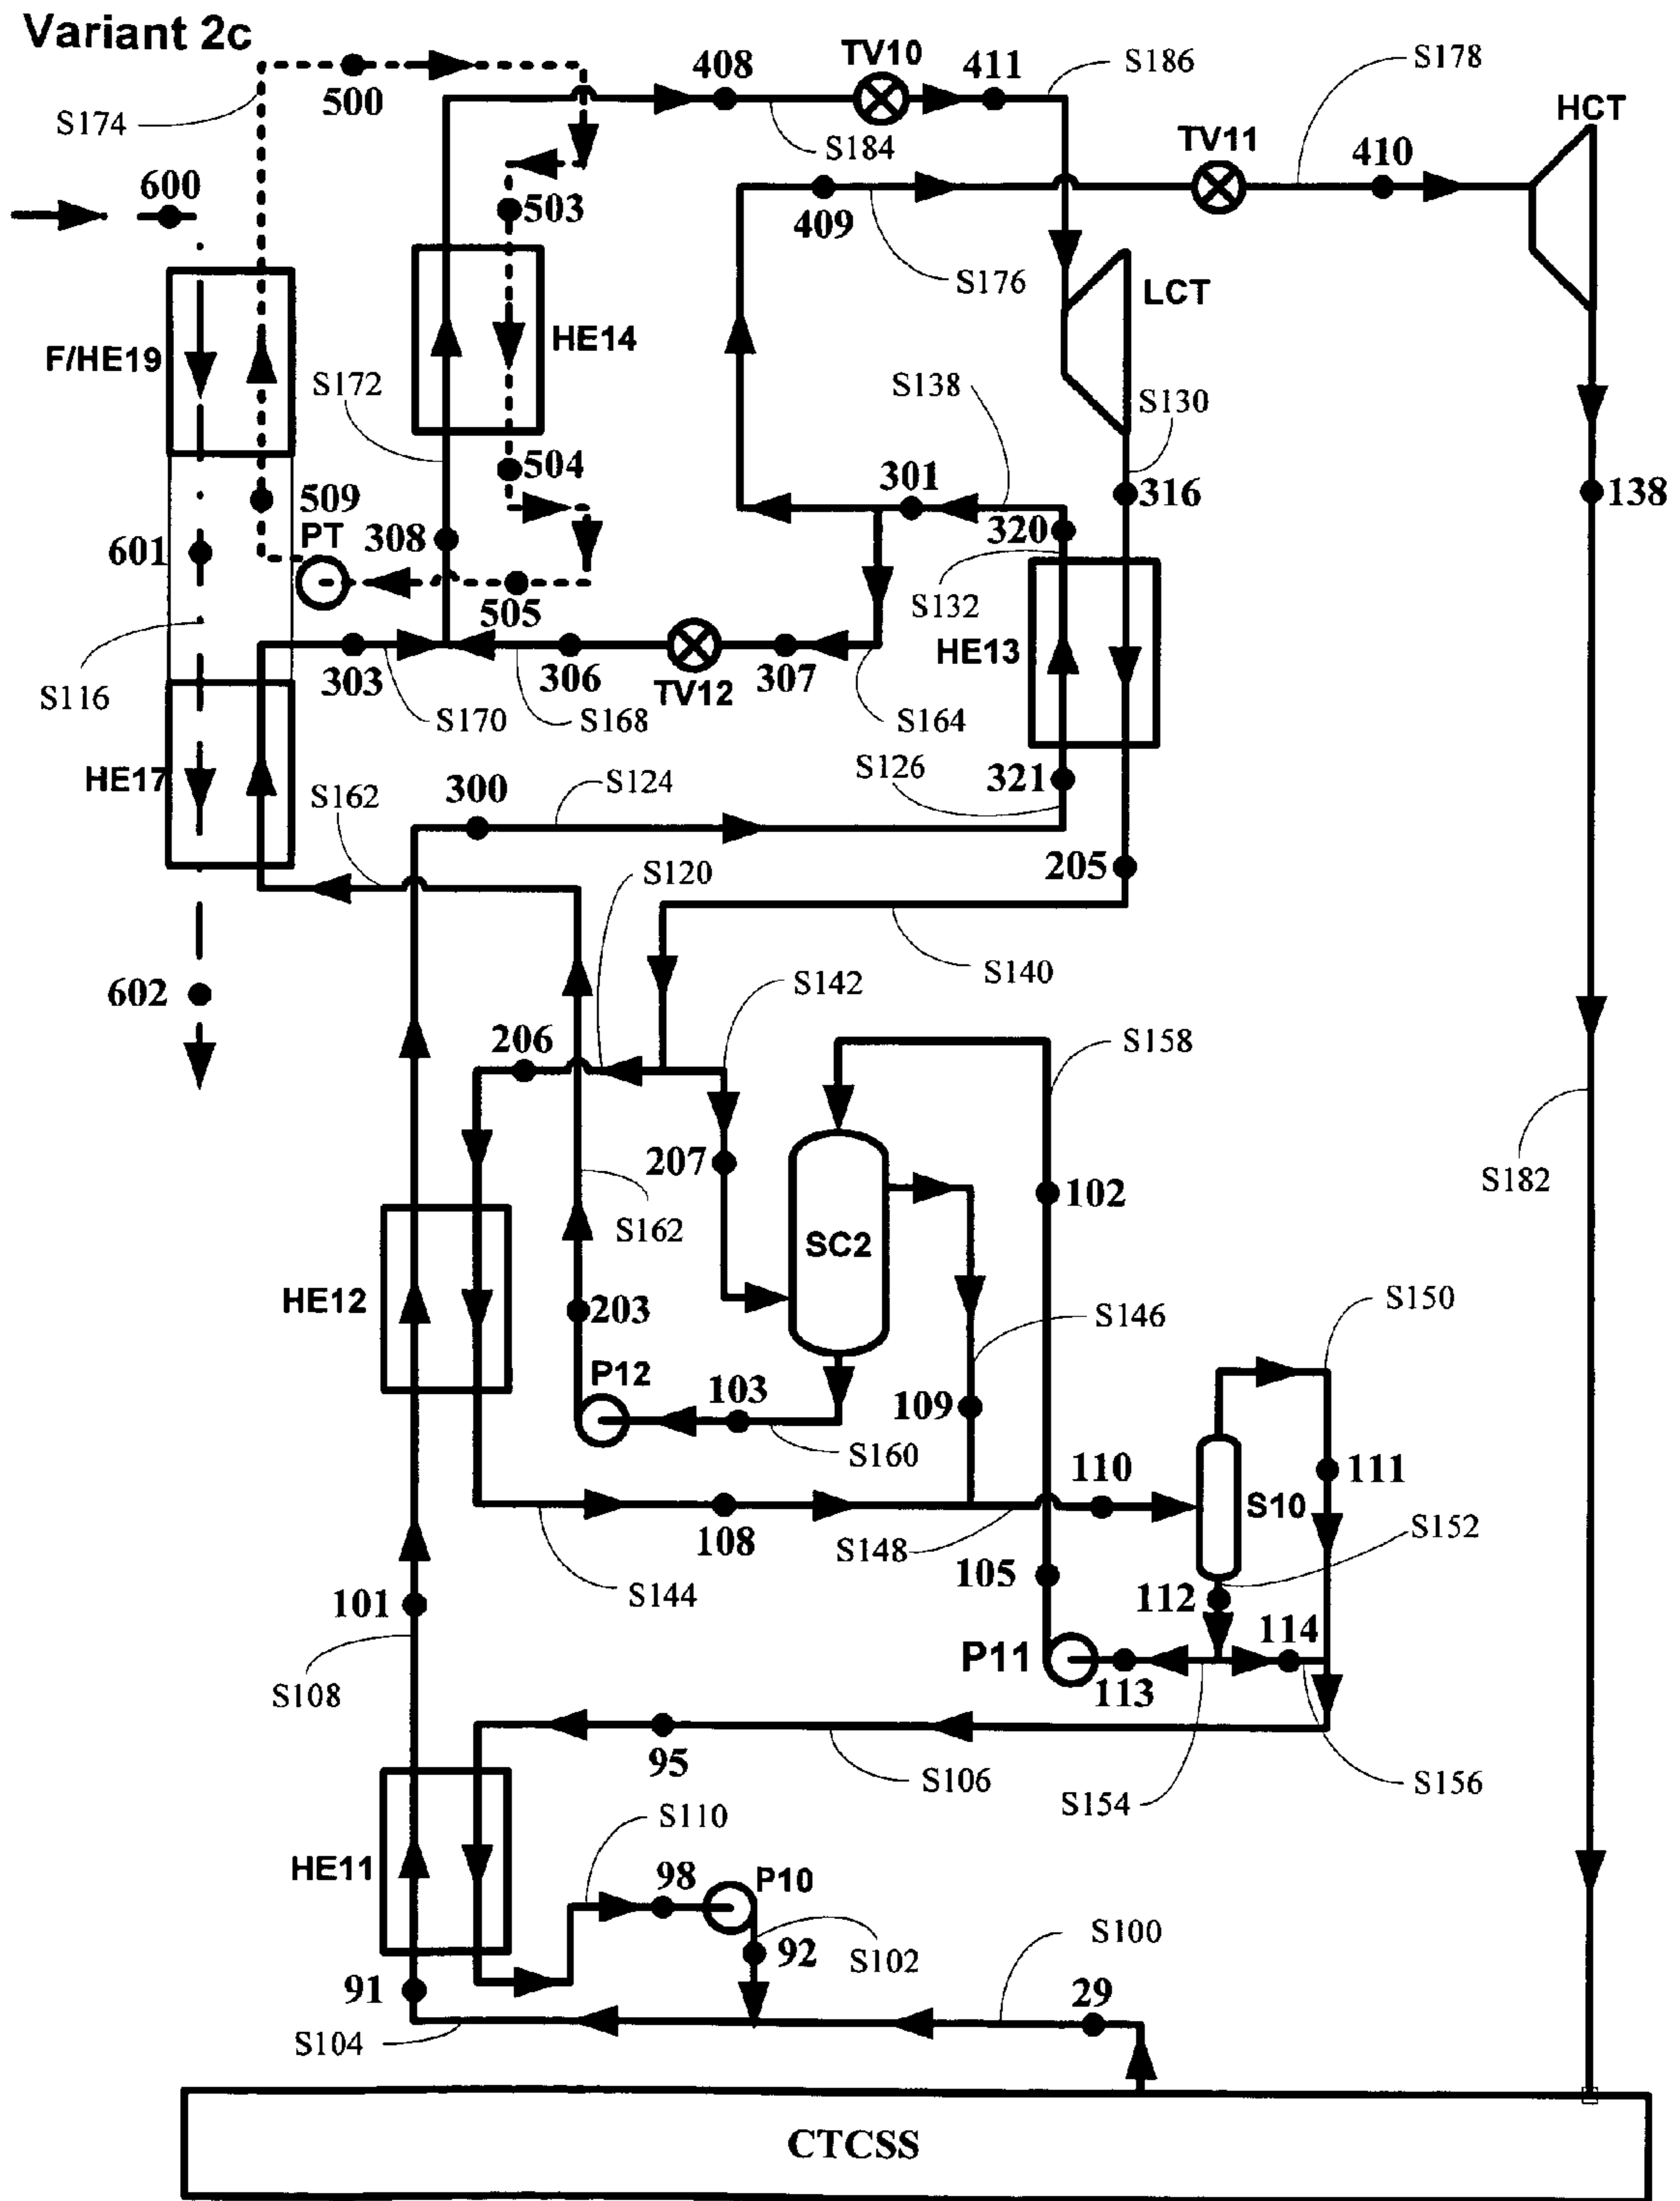 Variant 2c
TV10
408
411
S186
S178
HCT
500
S174
S184
TV11
410
600
503
409
S176
LCT
F/HE19
HE14
S172
S138
S130
504
301
316
138
509
PT
308
320
601
505
S132
HE13
303
306
TV12
307
S116
S170
S168
S164
HE17
S162
300
S124
S126
321
205
S120
S140
602
S142
206
S158
207
102
S182
S162
SC2
HE12
203
S146
S150
P12
103
109
S160
110
111
S10
108
S148
S152
105
101
S144
112
114
P11
113
S108
95
S106
S154
S156
S110
HE11
98
P10
92
S102
S100
91
29
S104
CTCSS